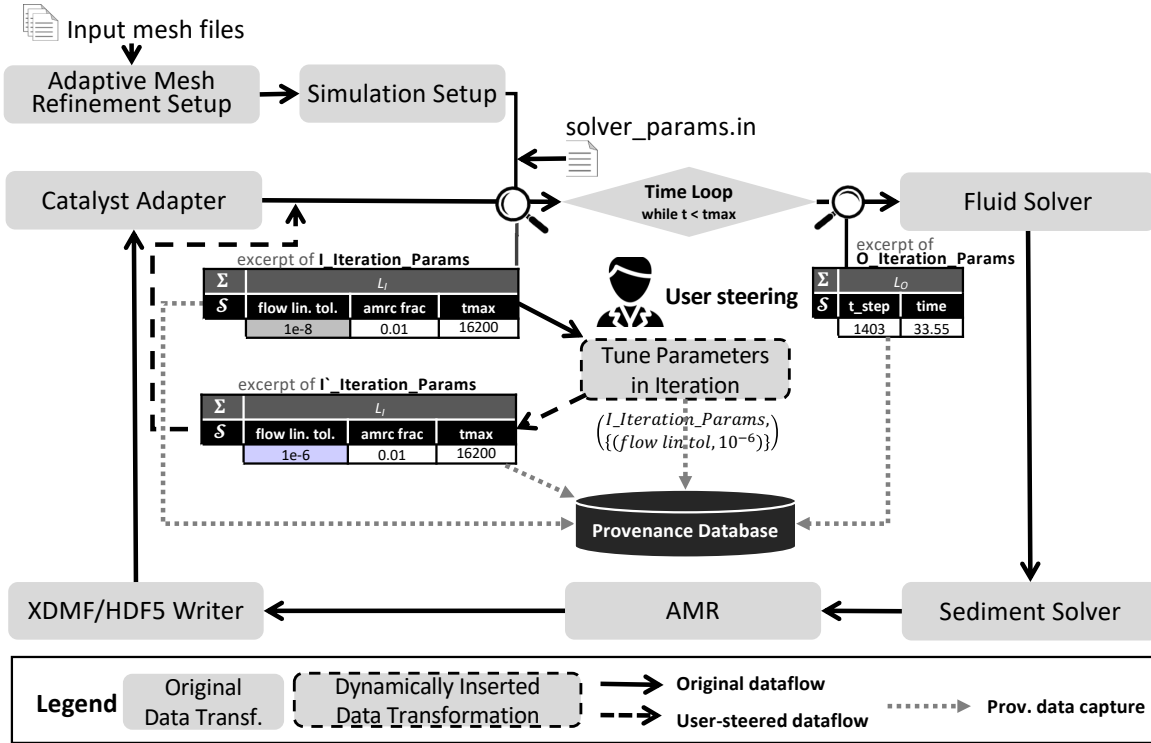 Input mesh files
Adaptive Mesh
Refinement Setup
Simulation Setup
solver_params.in
Catalyst Adapter
Time Loop
while t < tmax
Fluid Solver
excerpt of I_Iteration_Params
Σ L_I
𝒮 flow lin. tol. amrc frac tmax
1e-8 0.01 16200
User steering
excerpt of
O_Iteration_Params
Σ L_O
𝒮 t_step time
1403 33.55
Tune Parameters
in Iteration
excerpt of I`_Iteration_Params
Σ L_I
𝒮 flow lin. tol. amrc frac tmax
1e-6 0.01 16200
(I_Iteration_Params,
{(flow lin tol, 10⁻⁶)})
Provenance Database
XDMF/HDF5 Writer
AMR
Sediment Solver
Legend
Original
Data Transf.
Dynamically Inserted
Data Transformation
Original dataflow
User-steered dataflow
Prov. data capture